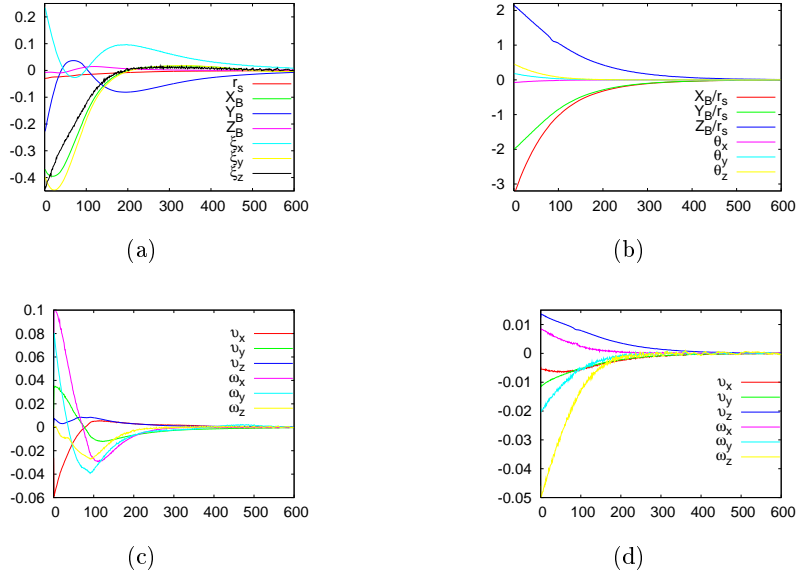 0.2
0.1
0
-0.1
-0.2
-0.3
-0.4
0 100 200 300 400 500 600
r_s
X_B
Y_B
Z_B
ξ_x
ξ_y
ξ_z
(a)
2
1
0
-1
-2
-3
0 100 200 300 400 500 600
X_B/r_s
Y_B/r_s
Z_B/r_s
θ_x
θ_y
θ_z
(b)
0.1
0.08
0.06
0.04
0.02
0
-0.02
-0.04
-0.06
0 100 200 300 400 500 600
υ_x
υ_y
υ_z
ω_x
ω_y
ω_z
(c)
0.01
0
-0.01
-0.02
-0.03
-0.04
-0.05
0 100 200 300 400 500 600
υ_x
υ_y
υ_z
ω_x
ω_y
ω_z
(d)